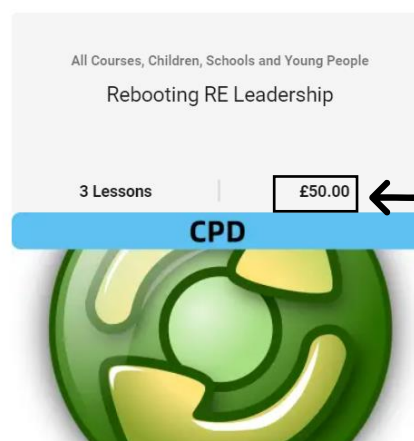 All Courses, Children, Schools and Young People
Rebooting RE Leadership
3 Lessons £50.00
CPD